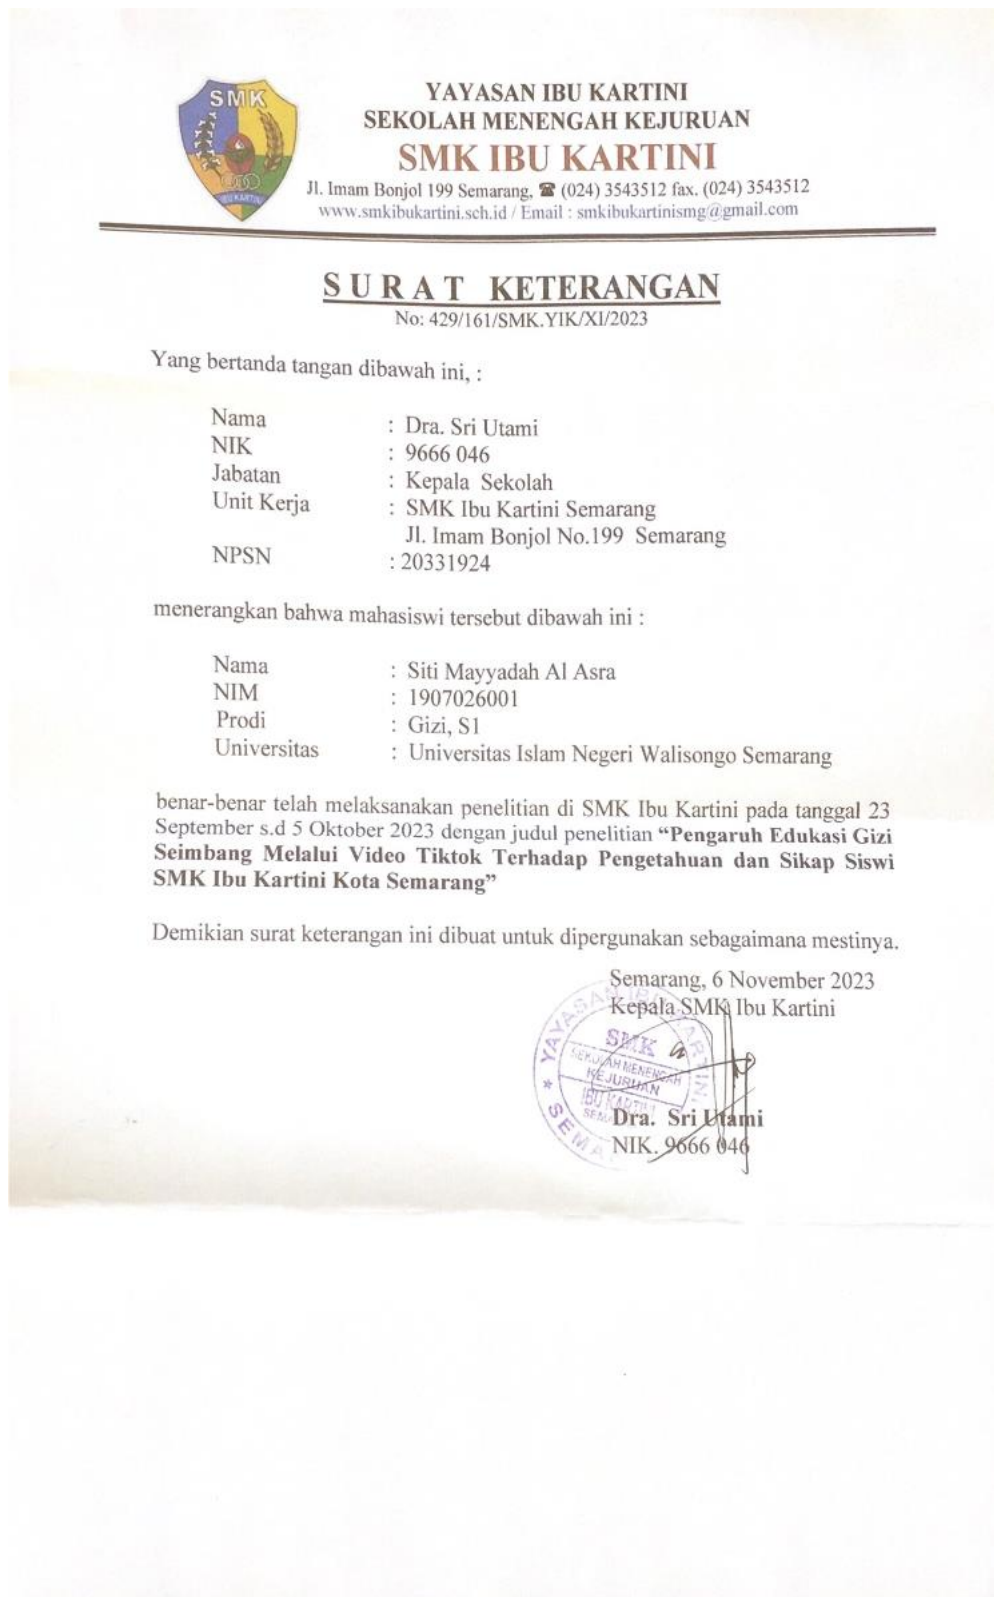 SMK
IBU KARTINI
YAYASAN IBU KARTINI
SEKOLAH MENENGAH KEJURUAN
SMK IBU KARTINI
Jl. Imam Bonjol 199 Semarang, ☎ (024) 3543512 fax. (024) 3543512
www.smkibukartini.sch.id / Email : smkibukartinismg@gmail.com
SURAT KETERANGAN
No: 429/161/SMK.YIK/XI/2023
Yang bertanda tangan dibawah ini, :
Nama : Dra. Sri Utami
NIK : 9666 046
Jabatan : Kepala Sekolah
Unit Kerja : SMK Ibu Kartini Semarang
Jl. Imam Bonjol No.199 Semarang
NPSN : 20331924
menerangkan bahwa mahasiswi tersebut dibawah ini :
Nama : Siti Mayyadah Al Asra
NIM : 1907026001
Prodi : Gizi, S1
Universitas : Universitas Islam Negeri Walisongo Semarang
benar-benar telah melaksanakan penelitian di SMK Ibu Kartini pada tanggal 23
September s.d 5 Oktober 2023 dengan judul penelitian “Pengaruh Edukasi Gizi
Seimbang Melalui Video Tiktok Terhadap Pengetahuan dan Sikap Siswi
SMK Ibu Kartini Kota Semarang”
Demikian surat keterangan ini dibuat untuk dipergunakan sebagaimana mestinya.
Semarang, 6 November 2023
Kepala SMK Ibu Kartini
YAYASAN IBU KARTINI
SMK
SEKOLAH MENENGAH
KEJURUAN
IBU KARTINI
Dra. Sri Utami
NIK. 9666 046